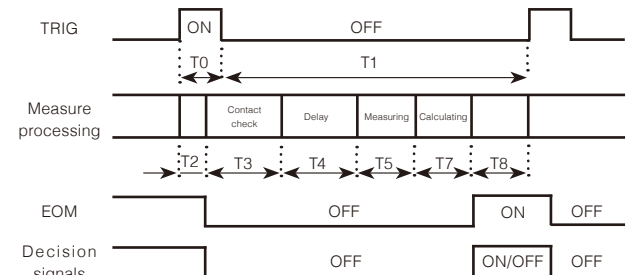 TRIG ON OFF
T0 T1
Measure
processing
Contact
check
Delay
Measuring
Calculating
T2 T3 T4 T5 T7 T8
EOM OFF ON OFF
Decision
signals
OFF ON/OFF OFF